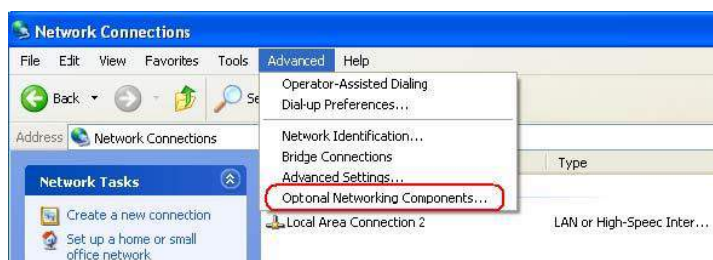 Network Connections
File Edit View Favorites Tools Advanced Help
Back
Operator-Assisted Dialing
Dial-up Preferences...
Address Network Connections
Network Identification...
Bridge Connections
Type
Advanced Settings...
Network Tasks
Optional Networking Components...
Create a new connection
Local Area Connection 2 LAN or High-Speec Inter...
Set up a home or small
office network